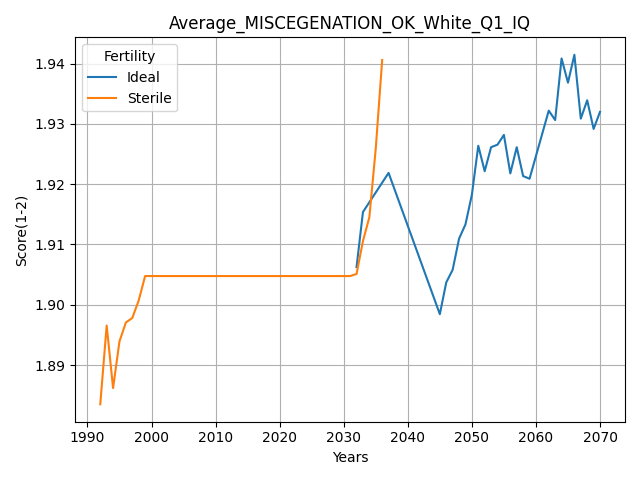 Average_MISCEGENATION_OK_White_Q1_IQ
Fertility
Ideal
Sterile
Score(1-2)
1.94
1.93
1.92
1.91
1.90
1.89
1990 2000 2010 2020 2030 2040 2050 2060 2070
Years